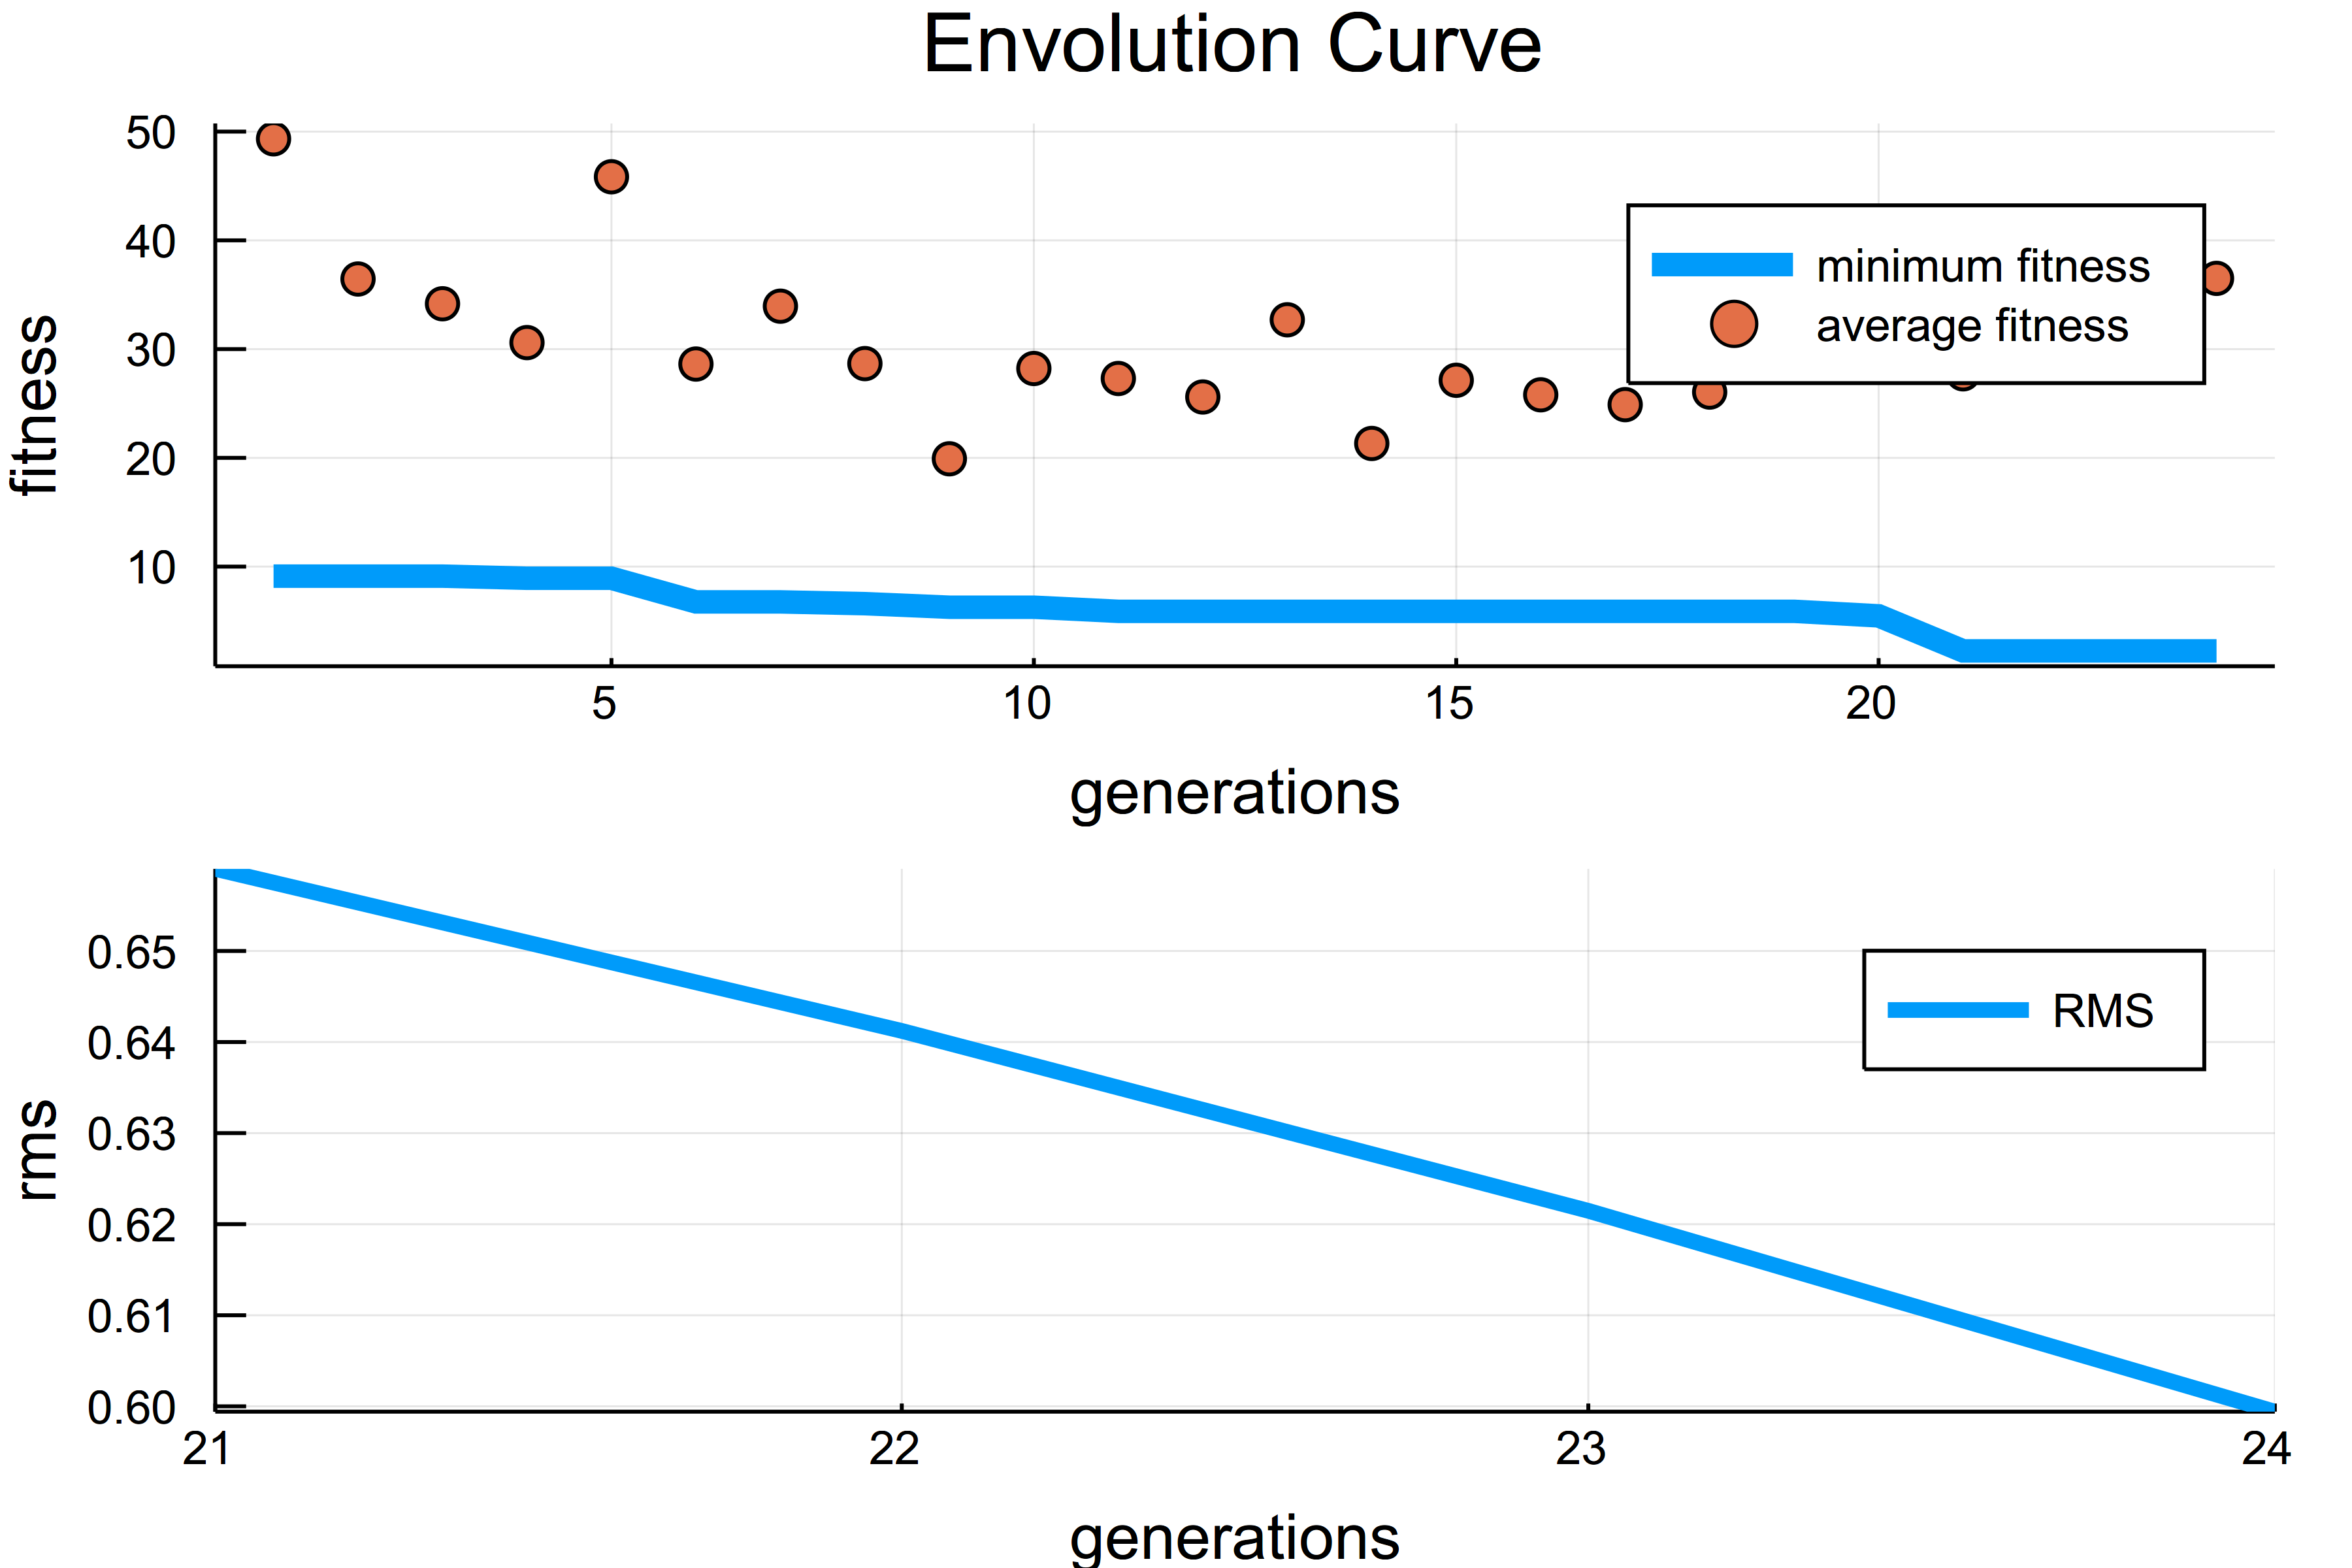 Envolution Curve
50
40
30
20
10
fitness
minimum fitness
average fitness
5 10 15 20
generations
0.65
0.64
0.63
0.62
0.61
0.60
rms
RMS
21 22 23 24
generations